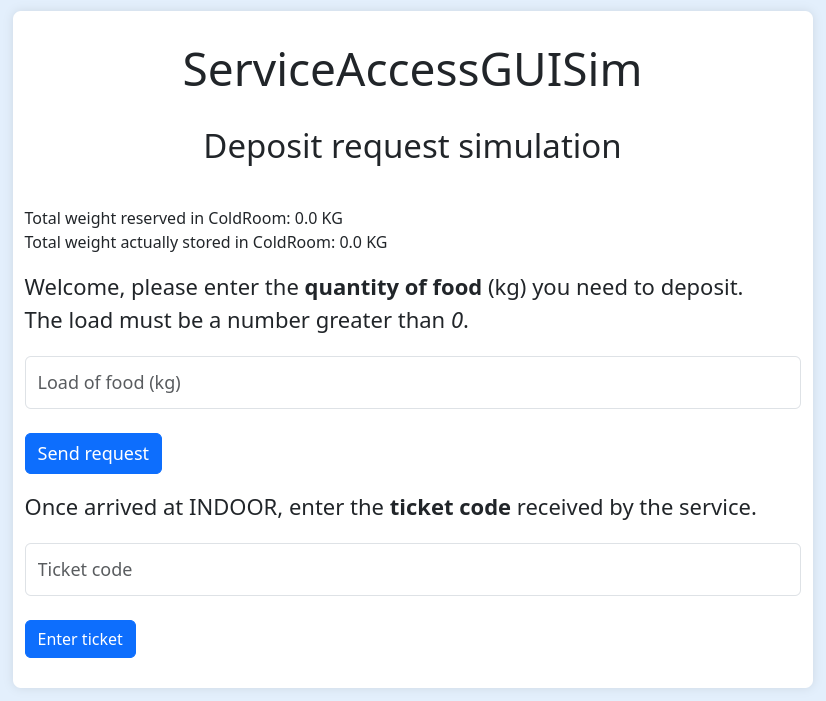 ServiceAccessGUISim
Deposit request simulation
Total weight reserved in ColdRoom: 0.0 KG
Total weight actually stored in ColdRoom: 0.0 KG
Welcome, please enter the quantity of food (kg) you need to deposit.
The load must be a number greater than 0.
Load of food (kg)
Send request
Once arrived at INDOOR, enter the ticket code received by the service.
Ticket code
Enter ticket